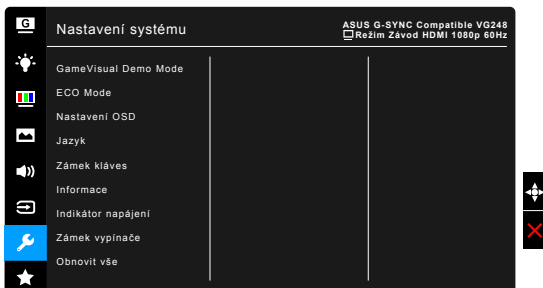 G
Nastavení systému
ASUS G-SYNC Compatible VG248
Režim Závod HDMI 1080p 60Hz
GameVisual Demo Mode
ECO Mode
Nastavení OSD
Jazyk
Zámek kláves
Informace
Indikátor napájení
Zámek vypínače
Obnovit vše